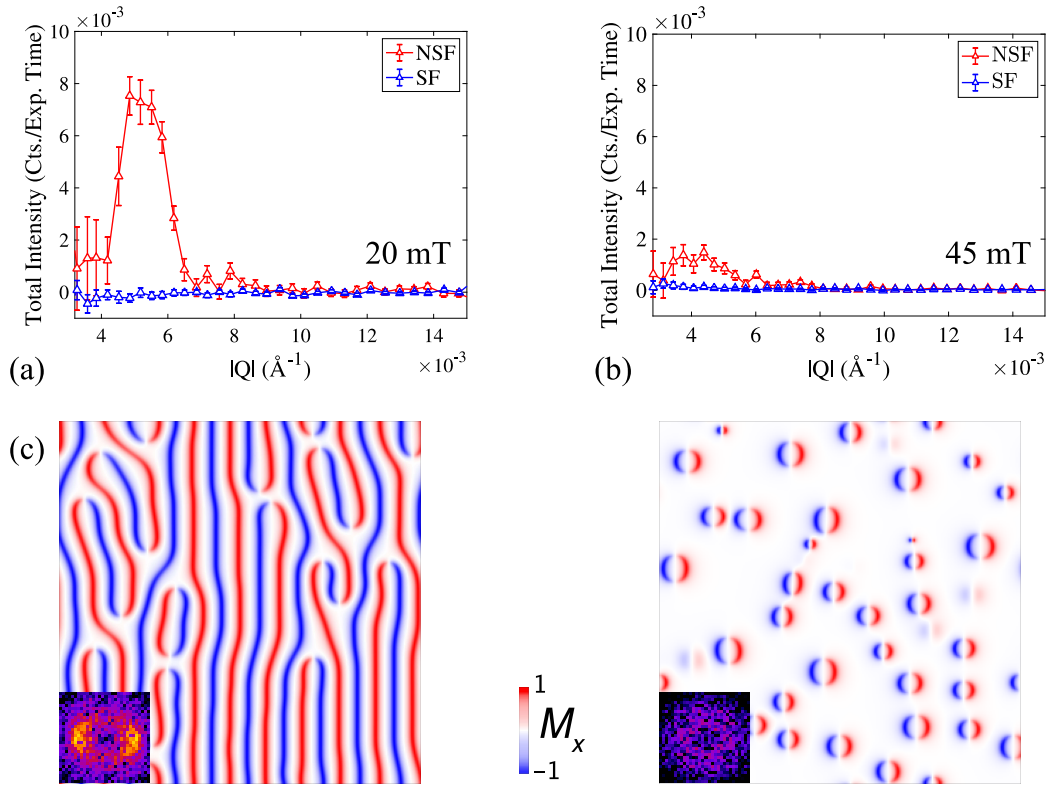 ×10⁻³
10
8
6
4
2
0
Total Intensity (Cts./Exp. Time)
NSF
SF
20 mT
4
6
8
10
12
14
|Q| (Å⁻¹)
×10⁻³
(a)
×10⁻³
10
8
6
4
2
0
Total Intensity (Cts./Exp. Time)
NSF
SF
45 mT
4
6
8
10
12
14
|Q| (Å⁻¹)
×10⁻³
(b)
(c)
1
Mₓ
−1